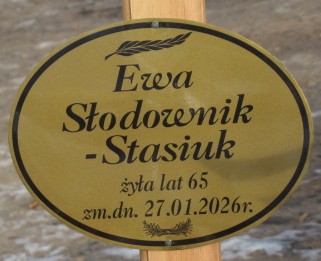 Ewa
Słodownik
-Stasiuk
żyła lat 65
zm.dn. 27.01.2026r.